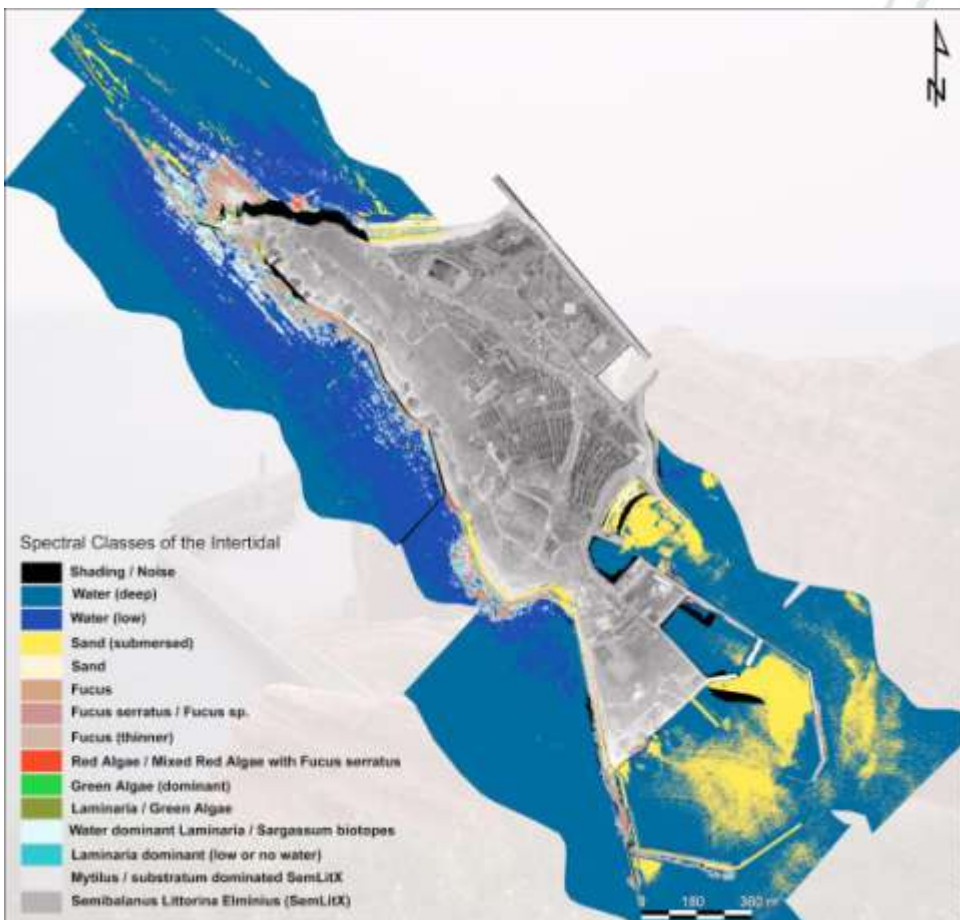 N
Spectral Classes of the Intertidal
Shading / Noise
Water (deep)
Water (low)
Sand (submersed)
Sand
Fucus
Fucus serratus / Fucus sp.
Fucus (thinner)
Red Algae / Mixed Red Algae with Fucus serratus
Green Algae (dominant)
Laminaria / Green Algae
Water dominant Laminaria / Sargassum biotopes
Laminaria dominant (low or no water)
Mytilus / substratum dominated SemLitX
Semibalanus Littorina Elminius (SemLitX)
0 180 360 m